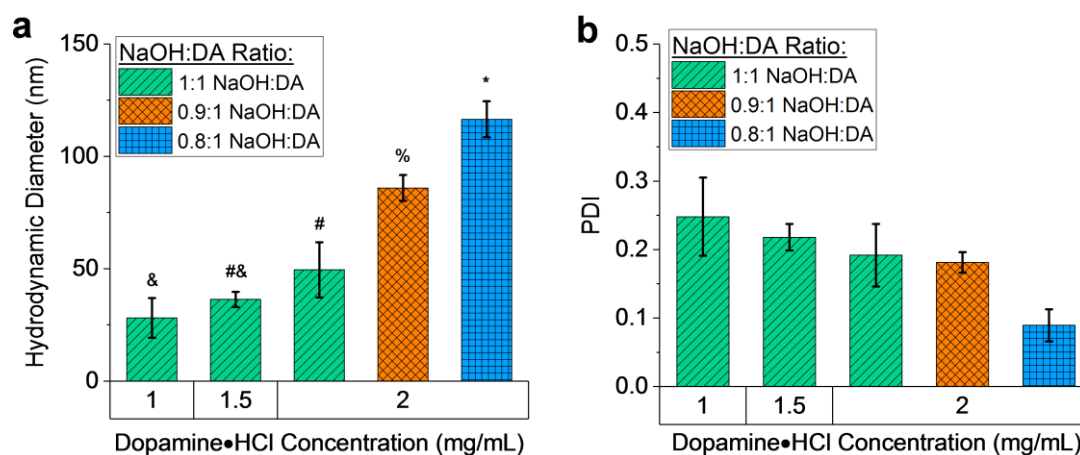 a
150
100
50
0
Hydrodynamic Diameter (nm)
NaOH:DA Ratio:
1:1 NaOH:DA
0.9:1 NaOH:DA
0.8:1 NaOH:DA
&
#&
#
%
*
1
1.5
2
Dopamine●HCl Concentration (mg/mL)
b
0.5
0.4
0.3
0.2
0.1
0.0
PDI
NaOH:DA Ratio:
1:1 NaOH:DA
0.9:1 NaOH:DA
0.8:1 NaOH:DA
1
1.5
2
Dopamine●HCl Concentration (mg/mL)